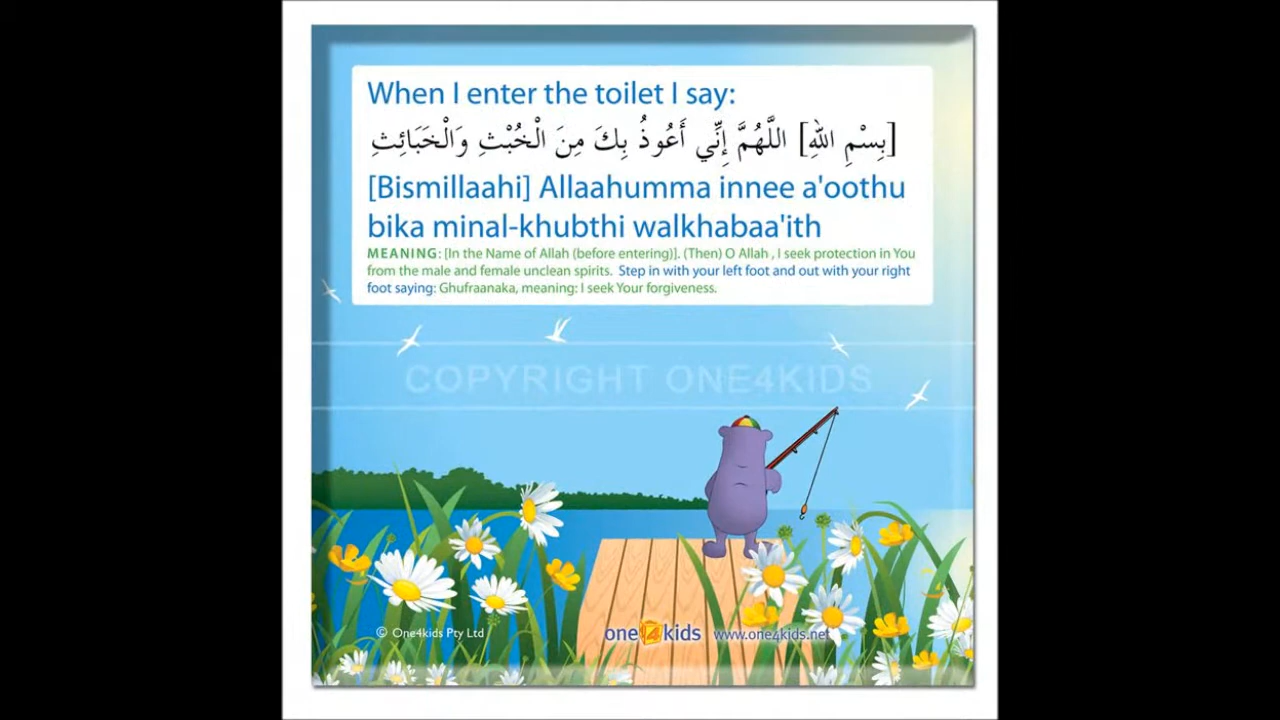 When I enter the toilet I say:
[بِسْمِ اللهِ] اللَّهُمَّ إِنِّي أَعُوذُ بِكَ مِنَ الْخُبْثِ وَالْخَبَائِثِ
[Bismillaahi] Allaahumma innee a'oothu
bika minal-khubthi walkhabaa'ith
MEANING: [In the Name of Allah (before entering)]. (Then) O Allah , I seek protection in You
from the male and female unclean spirits. Step in with your left foot and out with your right
foot saying: Ghufraanaka, meaning: I seek Your forgiveness.
COPYRIGHT ONE4KIDS
© One4kids Pty Ltd
one4kids www.one4kids.net